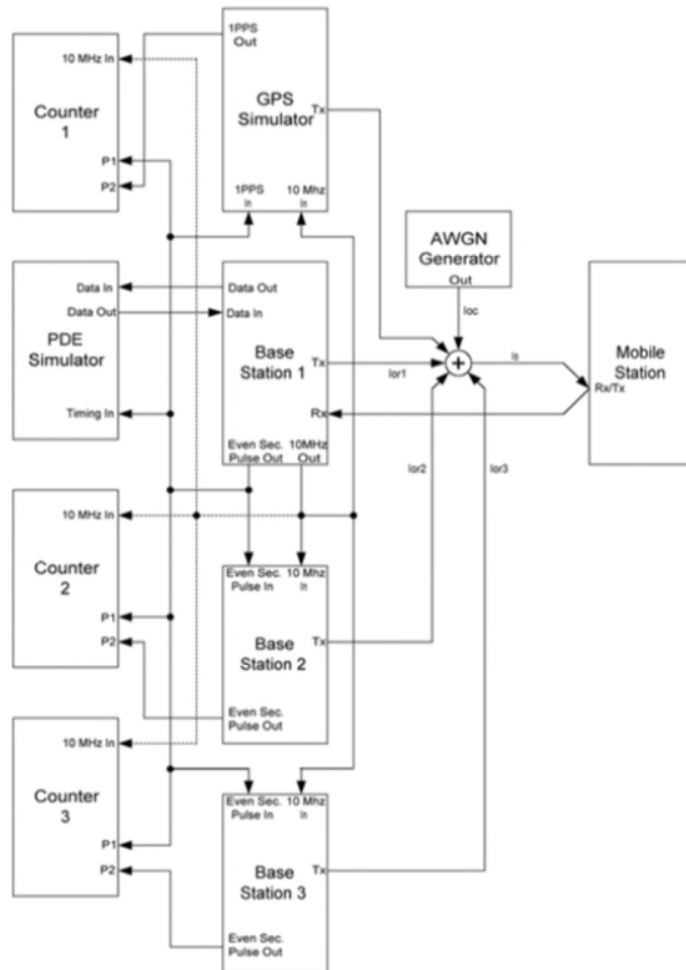 10 MHz In
Counter
1
P1
P2
1PPS
Out
GPS
Simulator
Tx
1PPS
In
10 Mhz
In
AWGN
Generator
Out
Ioc
Data In
Data Out
PDE
Simulator
Timing In
Data Out
Data In
Base
Station 1
Tx
Rx
Even Sec.
Pulse Out
10MHz
Out
Ior1
Is
Mobile
Station
Rx/Tx
Ior2
Ior3
10 MHz In
Counter
2
P1
P2
Even Sec.
Pulse In
10 Mhz
In
Base
Station 2
Tx
Even Sec.
Pulse Out
10 MHz In
Counter
3
P1
P2
Even Sec.
Pulse In
10 Mhz
In
Base
Station 3
Tx
Even Sec.
Pulse Out